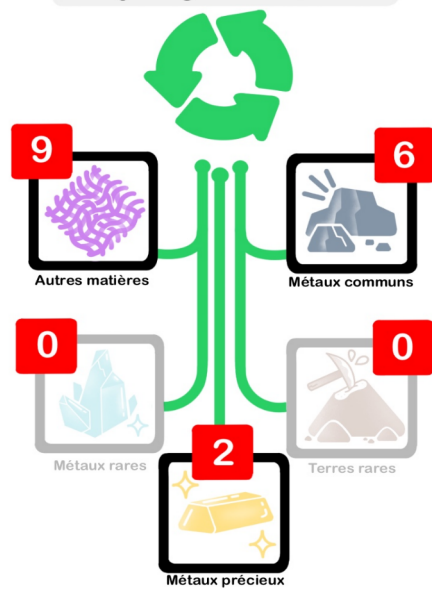 9
6
Autres matières
Métaux communs
0
0
Métaux rares
Terres rares
2
Métaux précieux